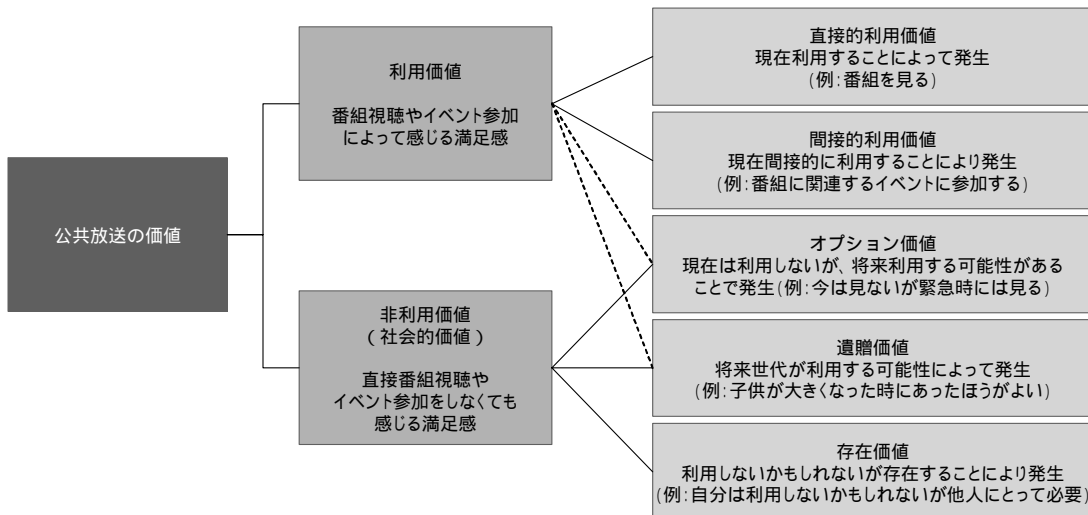 公共放送の価値
利用価値
番組視聴やイベント参加
によって感じる満足感
非利用価値
(社会的価値)
直接番組視聴や
イベント参加をしなくても
感じる満足感
直接的利用価値
現在利用することによって発生
(例:番組を見る)
間接的利用価値
現在間接的に利用することにより発生
(例:番組に関連するイベントに参加する)
オプション価値
現在は利用しないが、将来利用する可能性がある
ことで発生(例:今は見ないが緊急時には見る)
遺贈価値
将来世代が利用する可能性によって発生
(例:子供が大きくなった時にあったほうがよい)
存在価値
利用しないかもしれないが存在することにより発生
(例:自分は利用しないかもしれないが他人にとって必要)